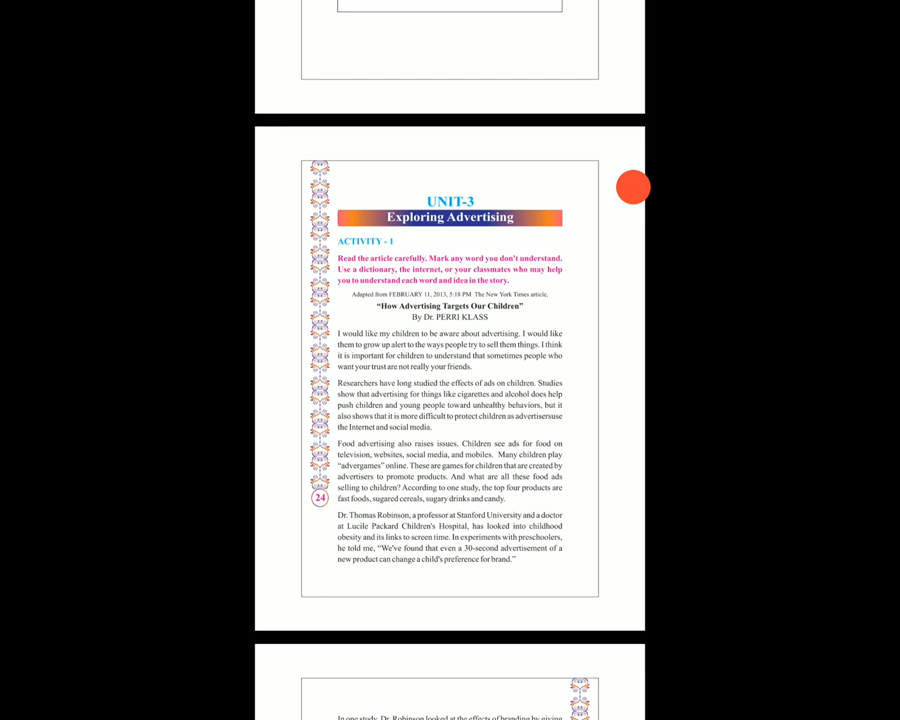 UNIT-3
Exploring Advertising
ACTIVITY - 1
Read the article carefully. Mark any word you don't understand.
Use a dictionary, the internet, or your classmates who may help
you to understand each word and idea in the story.
Adapted from FEBRUARY 11, 2013, 5:18 PM The New York Times article,
"How Advertising Targets Our Children"
By Dr. PERRI KLASS
I would like my children to be aware about advertising. I would like
them to grow up alert to the ways people try to sell them things. I think
it is important for children to understand that sometimes people who
want your trust are not really your friends.
Researchers have long studied the effects of ads on children. Studies
show that advertising for things like cigarettes and alcohol does help
push children and young people toward unhealthy behaviors, but it
also shows that it is more difficult to protect children as advertisersuse
the Internet and social media.
Food advertising also raises issues. Children see ads for food on
television, websites, social media, and mobiles. Many children play
"advergames" online. These are games for children that are created by
advertisers to promote products. And what are all these food ads
selling to children? According to one study, the top four products are
fast foods, sugared cereals, sugary drinks and candy.
24
Dr. Thomas Robinson, a professor at Stanford University and a doctor
at Lucile Packard Children's Hospital, has looked into childhood
obesity and its links to screen time. In experiments with preschoolers,
he told me, "We've found that even a 30-second advertisement of a
new product can change a child's preference for brand."
In one study, Dr. Robinson looked at the effects of branding by giving